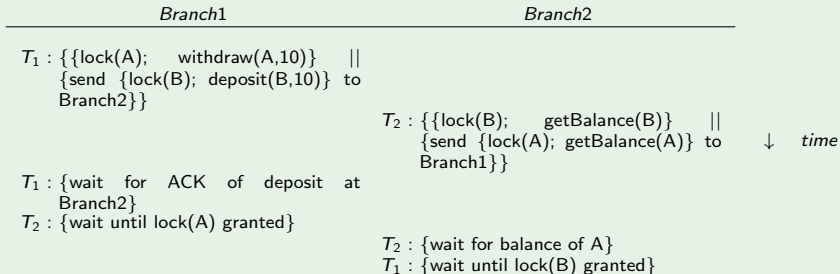 Branch1 Branch2
T1 : {{lock(A); withdraw(A,10)} ||
{send {lock(B); deposit(B,10)} to
Branch2}}
T2 : {{lock(B); getBalance(B)} ||
{send {lock(A); getBalance(A)} to ↓ time
Branch1}}
T1 : {wait for ACK of deposit at
Branch2}
T2 : {wait until lock(A) granted}
T2 : {wait for balance of A}
T1 : {wait until lock(B) granted}